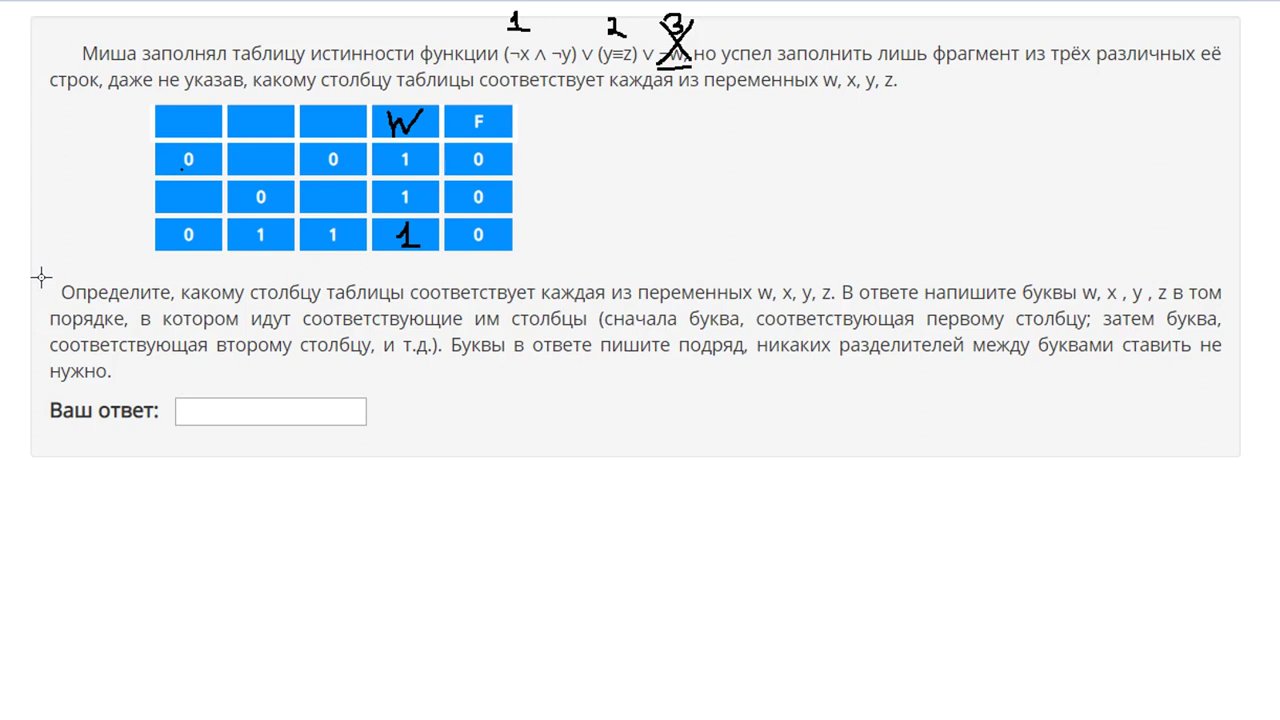 1 2 3
Миша заполнял таблицу истинности функции (¬x ∧ ¬y) ∨ (y≡z) ∨ ¬w, но успел заполнить лишь фрагмент из трёх различных её
строк, даже не указав, какому столбцу таблицы соответствует каждая из переменных w, x, y, z.
W F
0 0 1 0
0 1 0
0 1 1 1 0
Определите, какому столбцу таблицы соответствует каждая из переменных w, x, y, z. В ответе напишите буквы w, x , y , z в том
порядке, в котором идут соответствующие им столбцы (сначала буква, соответствующая первому столбцу; затем буква,
соответствующая второму столбцу, и т.д.). Буквы в ответе пишите подряд, никаких разделителей между буквами ставить не
нужно.
Ваш ответ: